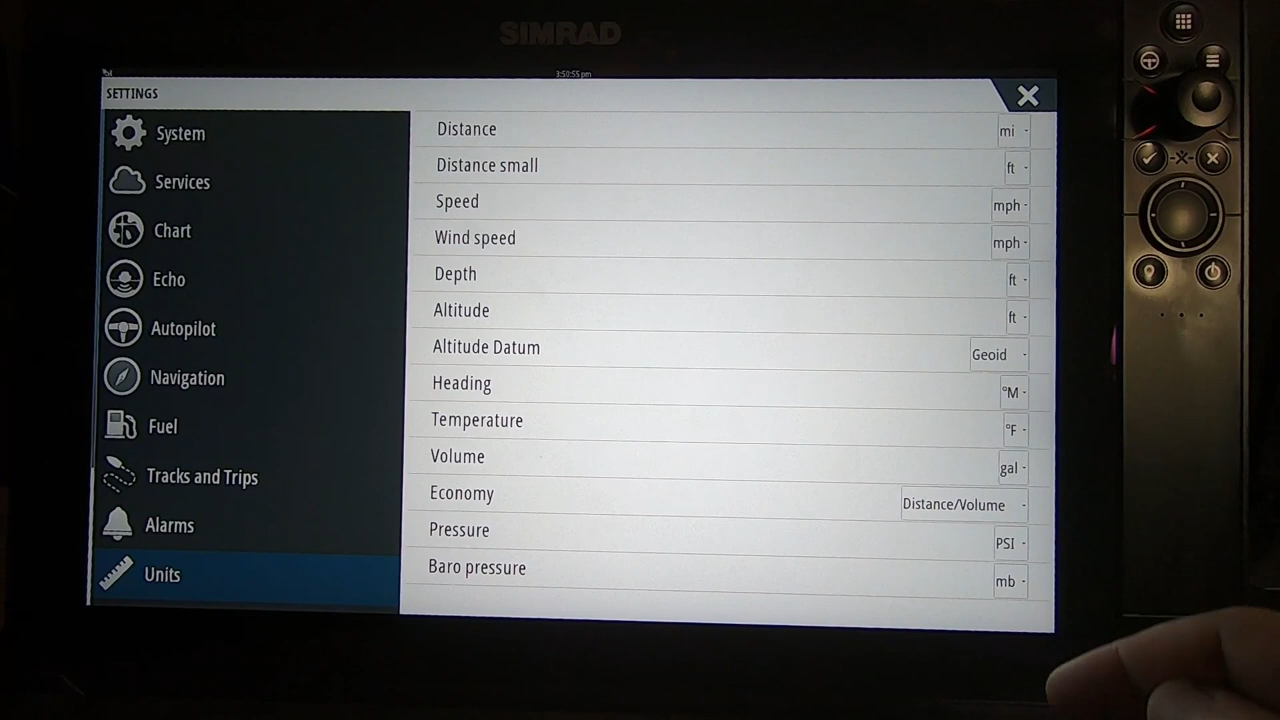 SIMRAD
3:50:55 pm
SETTINGS
System
Services
Chart
Echo
Autopilot
Navigation
Fuel
Tracks and Trips
Alarms
Units
Distance mi
Distance small ft
Speed mph
Wind speed mph
Depth ft
Altitude ft
Altitude Datum Geoid
Heading °M
Temperature °F
Volume gal
Economy Distance/Volume
Pressure PSI
Baro pressure mb